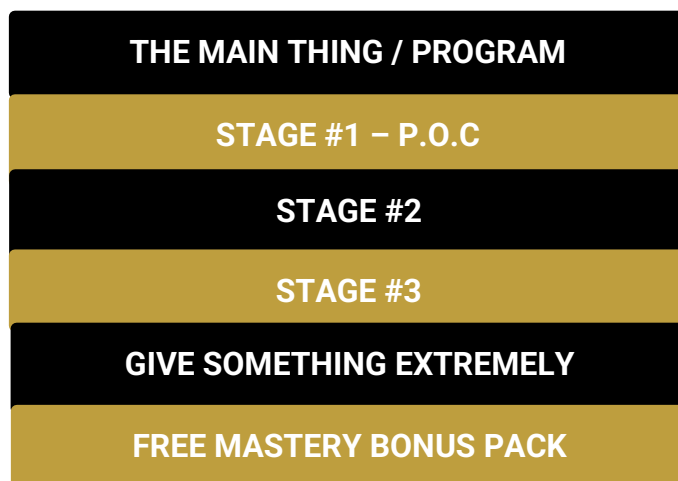 THE MAIN THING / PROGRAM
STAGE #1 – P.O.C
STAGE #2
STAGE #3
GIVE SOMETHING EXTREMELY
FREE MASTERY BONUS PACK